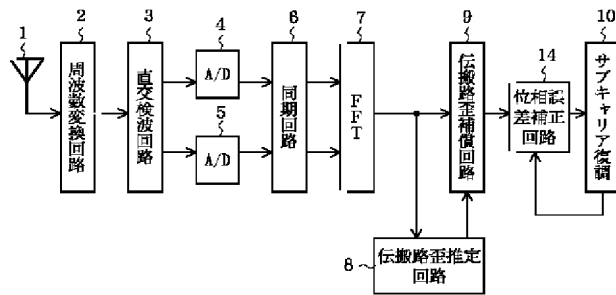 1
2
周波数変換回路
3
直交検波回路
4
A/D
5
A/D
6
同期回路
7
FFT
8
伝搬路歪推定
回路
9
伝搬路歪補償回路
14
位相誤
差補正
回路
10
サブキャリア復調